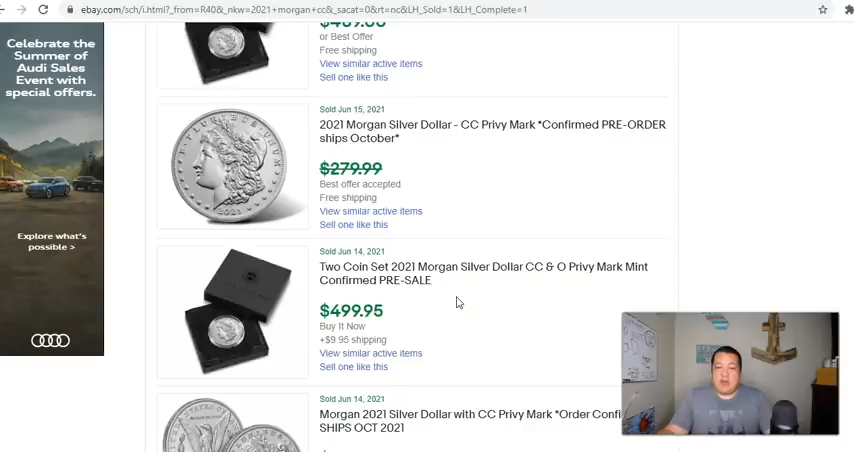 ebay.com/sch/i.html?_from=R40&_nkw=2021+morgan+cc&_sacat=0&rt=nc&LH_Sold=1&LH_Complete=1
Celebrate the
Summer of
Audi Sales
Event with
special offers.
Explore what's
possible >
or Best Offer
Free shipping
View similar active items
Sell one like this
Sold Jun 15, 2021
2021 Morgan Silver Dollar - CC Privy Mark *Confirmed PRE-ORDER
ships October*
$279.99
Best offer accepted
Free shipping
View similar active items
Sell one like this
Sold Jun 14, 2021
Two Coin Set 2021 Morgan Silver Dollar CC & O Privy Mark Mint
Confirmed PRE-SALE
$499.95
Buy It Now
+$9.95 shipping
View similar active items
Sell one like this
Sold Jun 14, 2021
Morgan 2021 Silver Dollar with CC Privy Mark *Order Confi
SHIPS OCT 2021